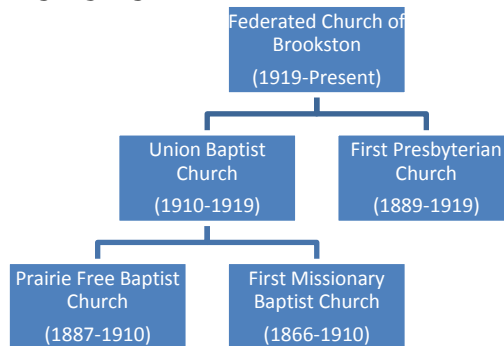 Federated Church of
Brookston
(1919-Present)
Union Baptist
Church
(1910-1919)
First Presbyterian
Church
(1889-1919)
Prairie Free Baptist
Church
(1887-1910)
First Missionary
Baptist Church
(1866-1910)